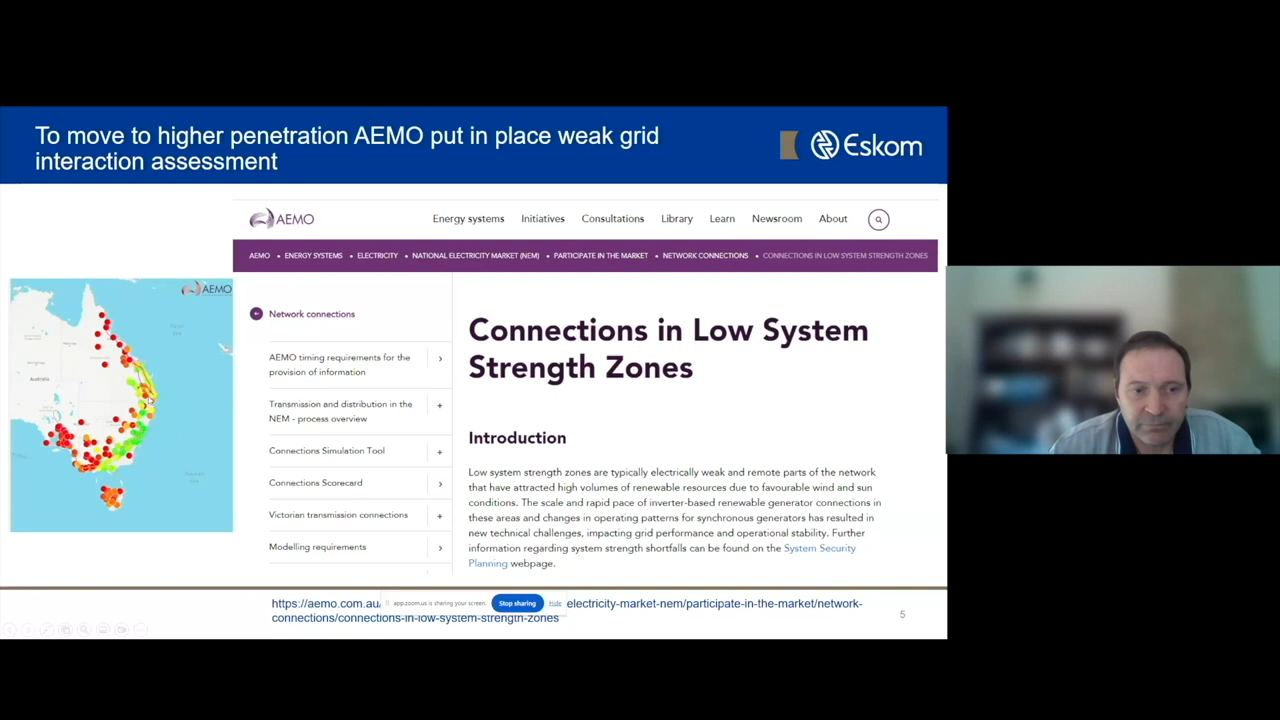 To move to higher penetration AEMO put in place weak grid
interaction assessment
Eskom
AEMO
Energy systems Initiatives Consultations Library Learn Newsroom About
AEMO • ENERGY SYSTEMS • ELECTRICITY • NATIONAL ELECTRICITY MARKET (NEM) • PARTICIPATE IN THE MARKET • NETWORK CONNECTIONS • CONNECTIONS IN LOW SYSTEM STRENGTH ZONES
AEMO
Australia
Network connections
AEMO timing requirements for the
provision of information
Transmission and distribution in the
NEM - process overview
Connections Simulation Tool
Connections Scorecard
Victorian transmission connections
Modelling requirements
Connections in Low System
Strength Zones
Introduction
Low system strength zones are typically electrically weak and remote parts of the network
that have attracted high volumes of renewable resources due to favourable wind and sun
conditions. The scale and rapid pace of inverter-based renewable generator connections in
these areas and changes in operating patterns for synchronous generators has resulted in
new technical challenges, impacting grid performance and operational stability. Further
information regarding system strength shortfalls can be found on the System Security
Planning webpage.
https://aemo.com.au/ electricity-market-nem/participate-in-the-market/network-
connections/connections-in-low-system-strength-zones
app.zoom.us is sharing your screen. Stop sharing Hide
5